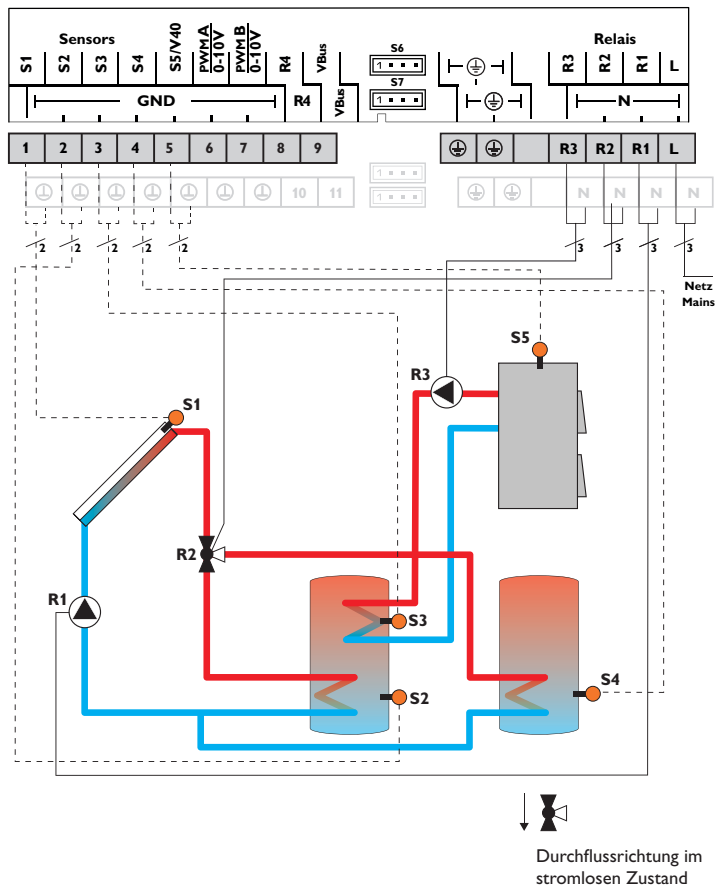 Sensors
Relais
S1 S2 S3 S4 S5/V40 PWM A 0-10V PWM B 0-10V R4 VBus
S6
1
S7
1
R3 R2 R1 L
GND
R4
VBus
N
1 2 3 4 5 6 7 8 9
R3 R2 R1 L
10 11
N N N N
2 2 2 2 2
3 3 3 3
Netz
Mains
S5
R3
S1
R2
R1
S3
S2
S4
Durchflussrichtung im
stromlosen Zustand